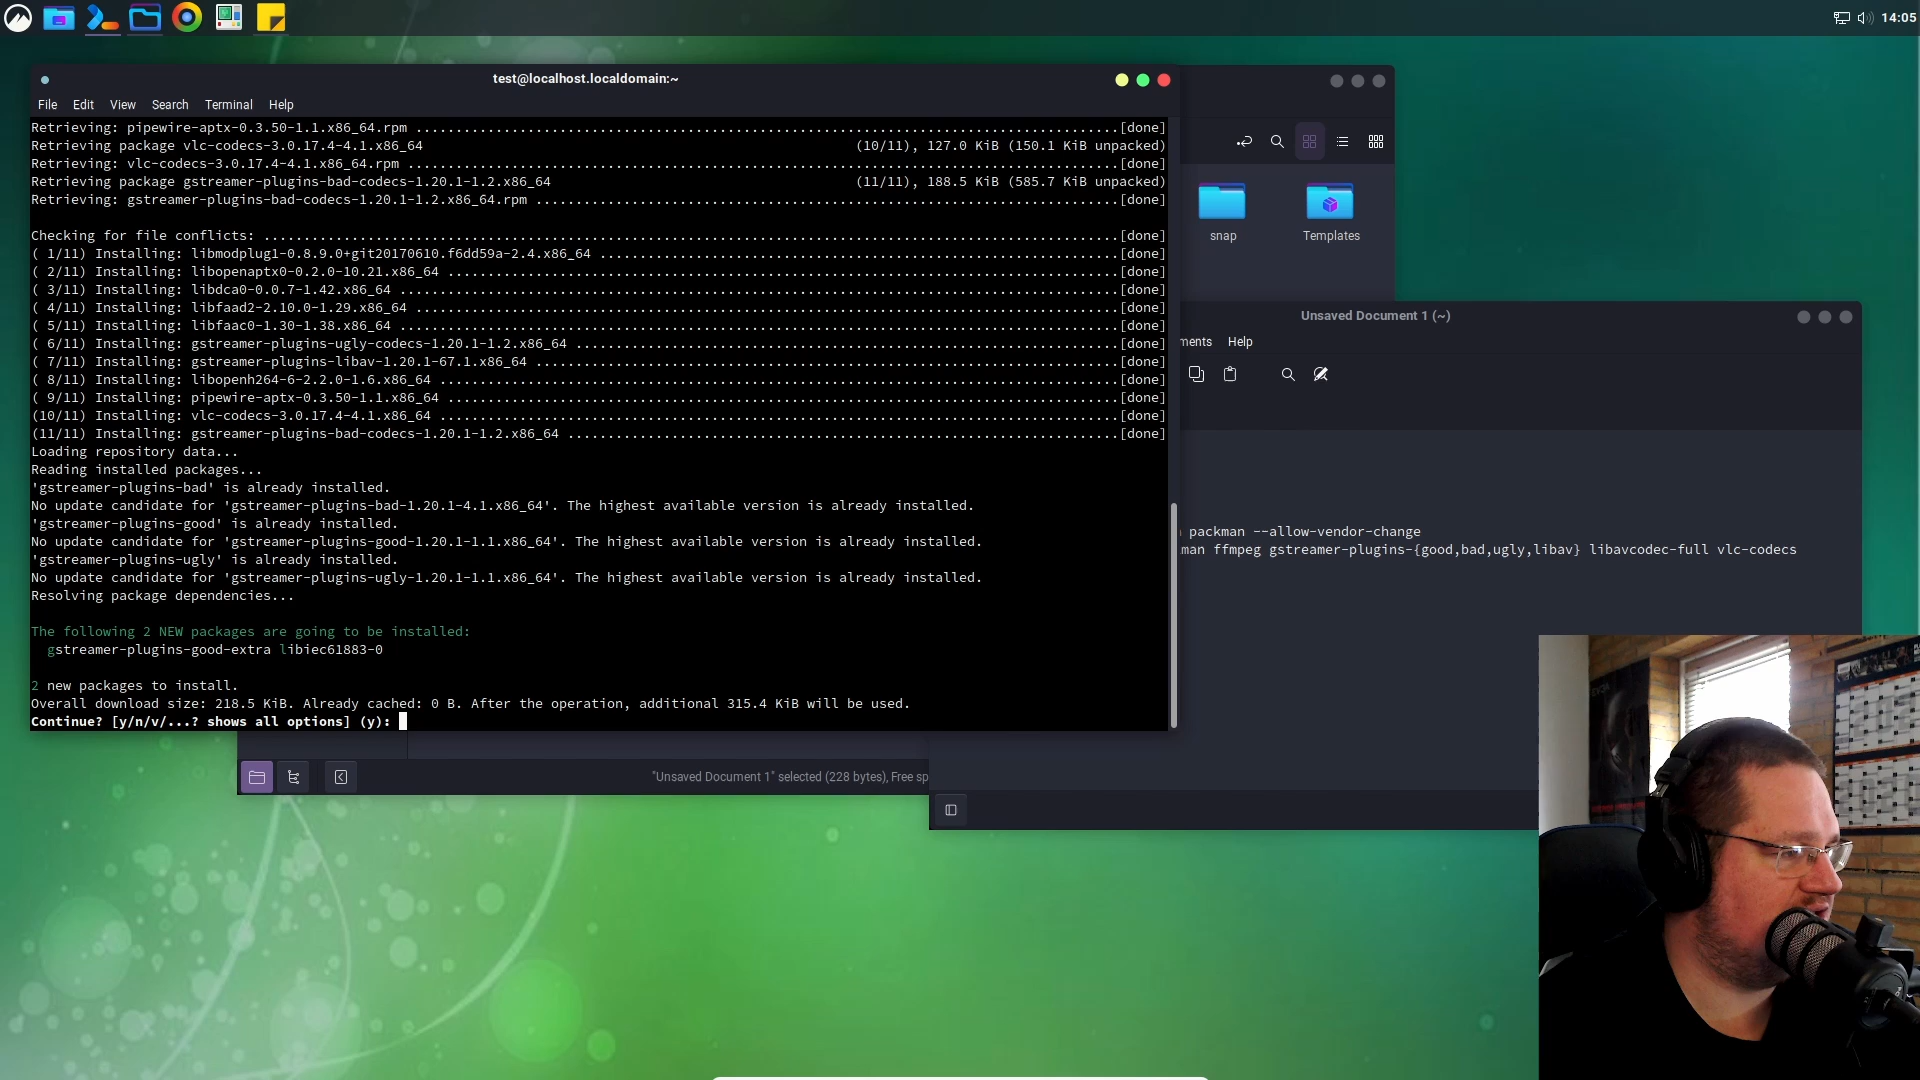 14:05
test@localhost.localdomain:~
File Edit View Search Terminal Help
Retrieving: pipewire-aptx-0.3.50-1.1.x86_64.rpm ........................................................................................[done]
Retrieving package vlc-codecs-3.0.17.4-4.1.x86_64 (10/11), 127.0 KiB (150.1 KiB unpacked)
Retrieving: vlc-codecs-3.0.17.4-4.1.x86_64.rpm .........................................................................................[done]
Retrieving package gstreamer-plugins-bad-codecs-1.20.1-1.2.x86_64 (11/11), 188.5 KiB (585.7 KiB unpacked)
Retrieving: gstreamer-plugins-bad-codecs-1.20.1-1.2.x86_64.rpm .........................................................................[done]
Checking for file conflicts: ...........................................................................................................[done]
( 1/11) Installing: libmodplug1-0.8.9.0+git20170610.f6dd59a-2.4.x86_64 .................................................................[done]
( 2/11) Installing: libopenaptx0-0.2.0-10.21.x86_64 ....................................................................................[done]
( 3/11) Installing: libdca0-0.0.7-1.42.x86_64 ..........................................................................................[done]
( 4/11) Installing: libfaad2-2.10.0-1.29.x86_64 ........................................................................................[done]
( 5/11) Installing: libfaac0-1.30-1.38.x86_64 ..........................................................................................[done]
( 6/11) Installing: gstreamer-plugins-ugly-codecs-1.20.1-1.2.x86_64 ....................................................................[done]
( 7/11) Installing: gstreamer-plugins-libav-1.20.1-67.1.x86_64 .........................................................................[done]
( 8/11) Installing: libopenh264-6-2.2.0-1.6.x86_64 .....................................................................................[done]
( 9/11) Installing: pipewire-aptx-0.3.50-1.1.x86_64 ....................................................................................[done]
(10/11) Installing: vlc-codecs-3.0.17.4-4.1.x86_64 .....................................................................................[done]
(11/11) Installing: gstreamer-plugins-bad-codecs-1.20.1-1.2.x86_64 .....................................................................[done]
Loading repository data...
Reading installed packages...
'gstreamer-plugins-bad' is already installed.
No update candidate for 'gstreamer-plugins-bad-1.20.1-4.1.x86_64'. The highest available version is already installed.
'gstreamer-plugins-good' is already installed.
No update candidate for 'gstreamer-plugins-good-1.20.1-1.1.x86_64'. The highest available version is already installed.
'gstreamer-plugins-ugly' is already installed.
No update candidate for 'gstreamer-plugins-ugly-1.20.1-1.1.x86_64'. The highest available version is already installed.
Resolving package dependencies...
The following 2 NEW packages are going to be installed:
gstreamer-plugins-good-extra libiec61883-0
2 new packages to install.
Overall download size: 218.5 KiB. Already cached: 0 B. After the operation, additional 315.4 KiB will be used.
Continue? [y/n/v/...? shows all options] (y):
snap Templates
Unsaved Document 1 (~)
ments Help
packman --allow-vendor-change
man ffmpeg gstreamer-plugins-{good,bad,ugly,libav} libavcodec-full vlc-codecs
"Unsaved Document 1" selected (228 bytes), Free sp